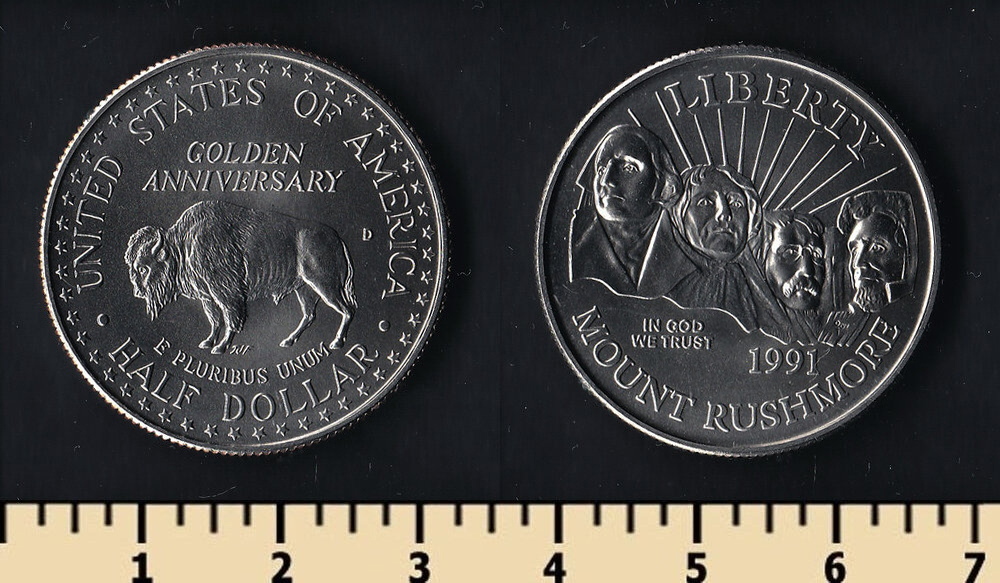 UNITED STATES OF AMERICA
GOLDEN
ANNIVERSARY
D
E PLURIBUS UNUM
HALF DOLLAR
LIBERTY
IN GOD
WE TRUST
1991
MOUNT RUSHMORE
1 2 3 4 5 6 7